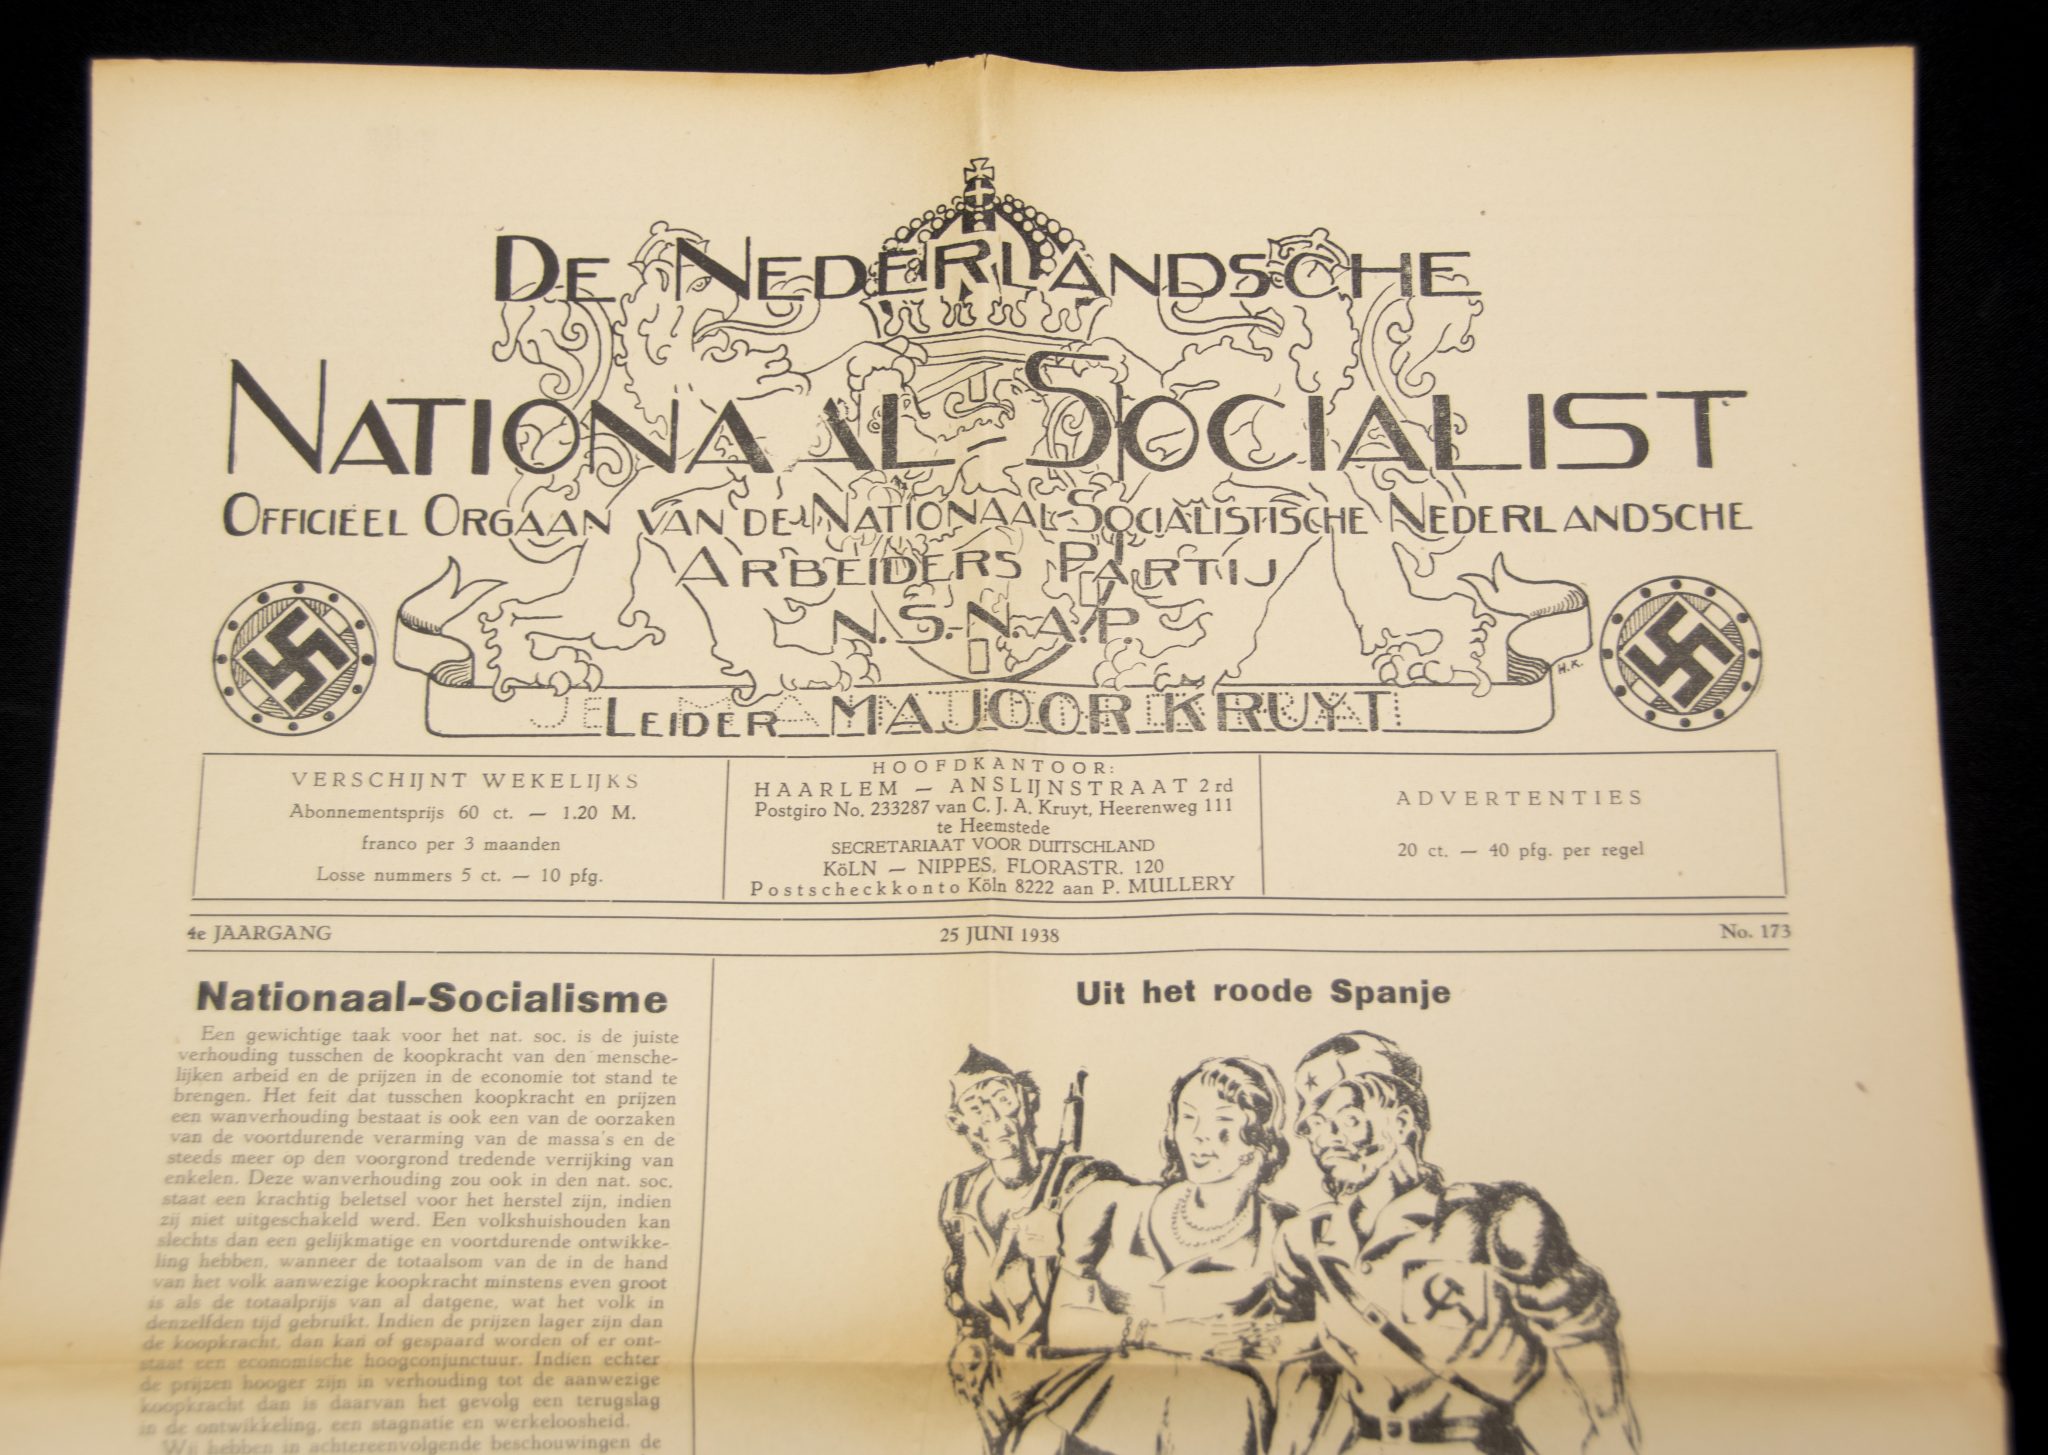 DE NEDERLANDSCHE
NATIONAAL-SOCIALIST
OFFICIËEL ORGAAN VAN DE NATIONAAL-SOCIALISTISCHE NEDERLANDSCHE
ARBEIDERS PARTIJ
N.S.-N.A.P.
H.K.
LEIDER MAJOOR KRUYT
VERSCHIJNT WEKELIJKS
Abonnementsprijs 60 ct. — 1.20 M.
franco per 3 maanden
Losse nummers 5 ct. — 10 pfg.
HOOFDKANTOOR:
HAARLEM — ANSLIJNSTRAAT 2 rd
Postgiro No. 233287 van C. J. A. Kruyt, Heerenweg 111
te Heemstede
SECRETARIAAT VOOR DUITSCHLAND
KöLN — NIPPES, FLORASTR. 120
Postscheckkonto Köln 8222 aan P. MULLERY
ADVERTENTIES
20 ct. — 40 pfg. per regel
4e JAARGANG 25 JUNI 1938 No. 173
Nationaal-Socialisme
Een gewichtige taak voor het nat. soc. is de juiste
verhouding tusschen de koopkracht van den mensche-
lijken arbeid en de prijzen in de economie tot stand te
brengen. Het feit dat tusschen koopkracht en prijzen
een wanverhouding bestaat is ook een van de oorzaken
van de voortdurende verarming van de massa's en de
steeds meer op den voorgrond tredende verrijking van
enkelen. Deze wanverhouding zou ook in den nat. soc.
staat een krachtig beletsel voor het herstel zijn, indien
zij niet uitgeschakeld werd. Een volkshuishouden kan
slechts dan een gelijkmatige en voortdurende ontwikke-
ling hebben, wanneer de totaalsom van de in de hand
van het volk aanwezige koopkracht minstens even groot
is als de totaalprijs van al datgene, wat het volk in
denzelfden tijd gebruikt. Indien de prijzen lager zijn dan
de koopkracht, dan kan of gespaard worden of er ont-
staat een economische hoogconjunctuur. Indien echter
de prijzen hooger zijn in verhouding tot de aanwezige
koopkracht dan is daarvan het gevolg een terugslag
in de ontwikkeling, een stagnatie en werkeloosheid.
Wij hebben in achtereenvolgende beschouwingen de
Uit het roode Spanje